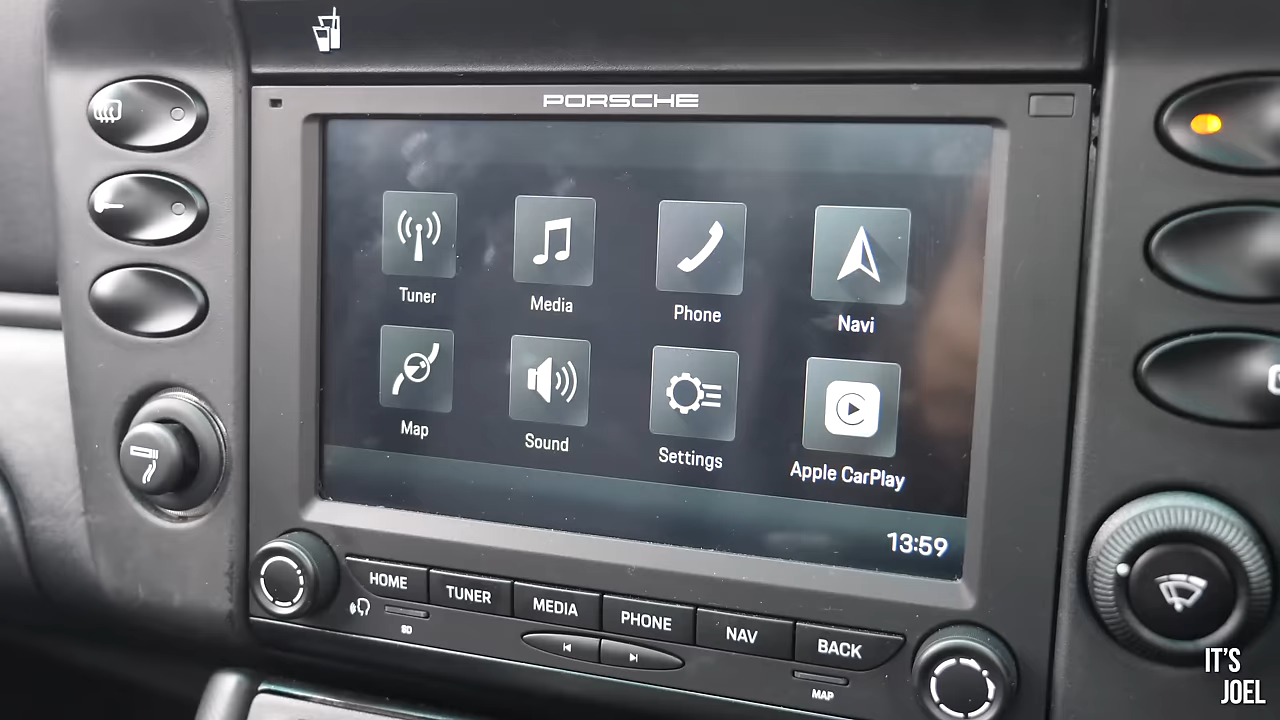 PORSCHE
Tuner
Media
Phone
Navi
Map
Sound
Settings
Apple CarPlay
13:59
HOME
TUNER
MEDIA
PHONE
NAV
BACK
SD
MAP
IT'S
JOEL